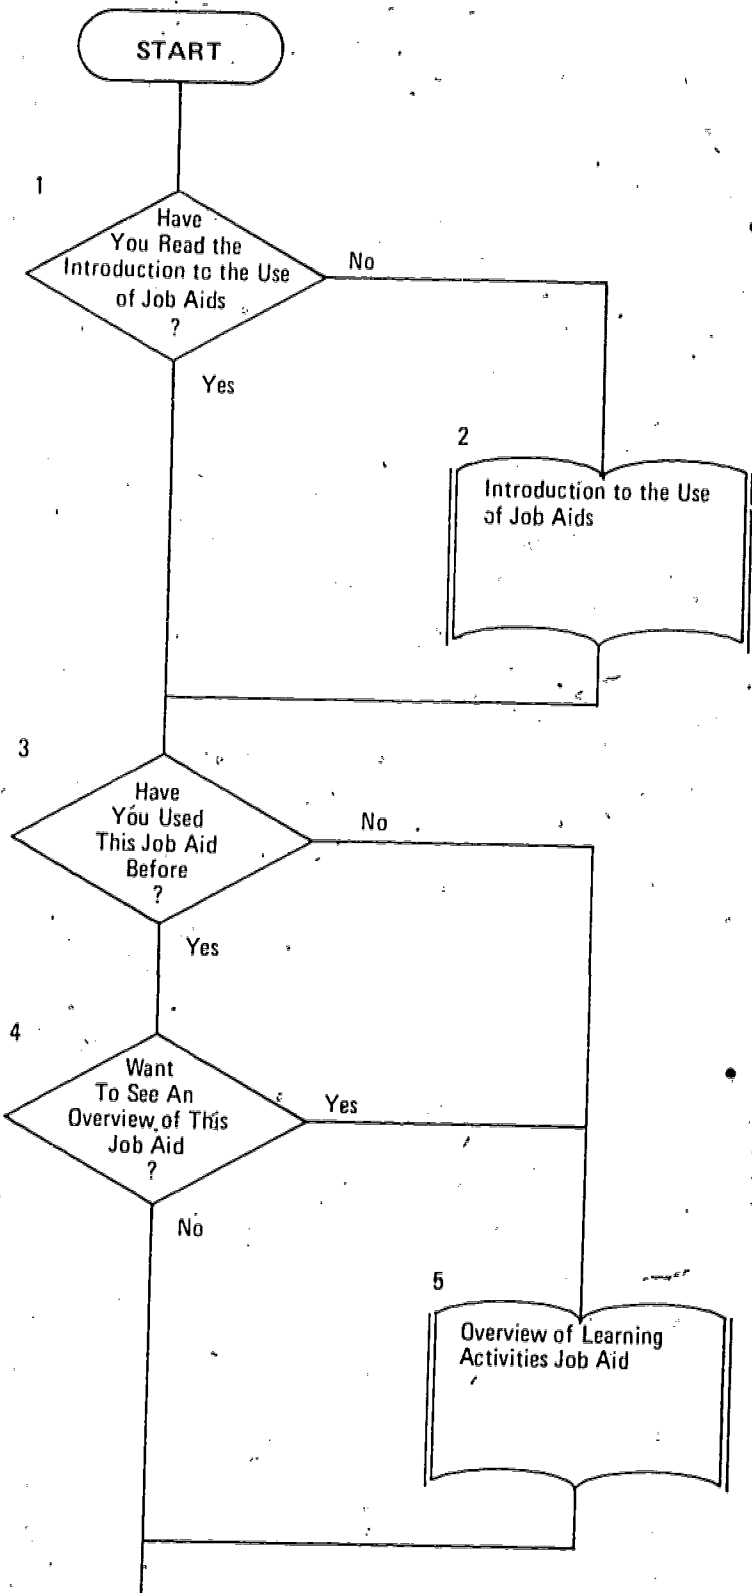 START
1
Have
You Read the
Introduction to the Use
of Job Aids
?
No
Yes
2
Introduction to the Use
of Job Aids
3
Have
You Used
This Job Aid
Before
?
No
Yes
4
Want
To See An
Overview of This
Job Aid
?
Yes
No
5
Overview of Learning
Activities Job Aid